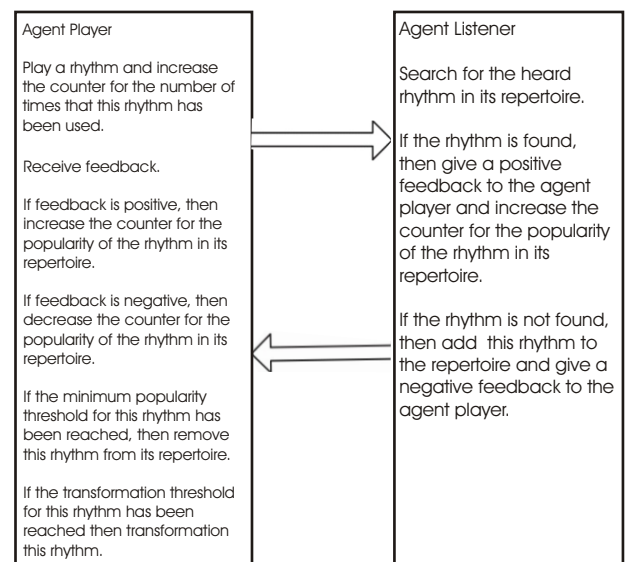 Agent Player
Play a rhythm and increase
the counter for the number of
times that this rhythm has
been used.
Receive feedback.
If feedback is positive, then
increase the counter for the
popularity of the rhythm in its
repertoire.
If feedback is negative, then
decrease the counter for the
popularity of the rhythm in its
repertoire.
If the minimum popularity
threshold for this rhythm has
been reached, then remove
this rhythm from its repertoire.
If the transformation threshold
for this rhythm has been
reached then transformation
this rhythm.
Agent Listener
Search for the heard
rhythm in its repertoire.
If the rhythm is found,
then give a positive
feedback to the agent
player and increase the
counter for the popularity
of the rhythm in its
repertoire.
If the rhythm is not found,
then add this rhythm to
the repertoire and give a
negative feedback to the
agent player.